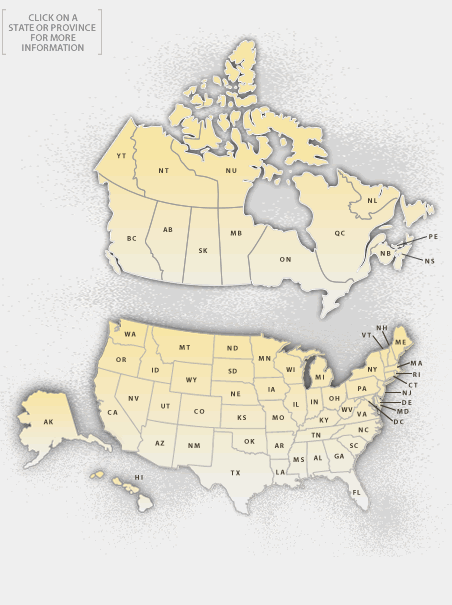 CLICK ON A
STATE OR PROVINCE
FOR MORE
INFORMATION
YT
NT
NU
NL
BC
AB
SK
MB
ON
QC
PE
NB
NS
WA
MT
ND
MN
OR
ID
WY
SD
WI
MI
VT
NH
ME
NY
MA
RI
CT
NJ
DE
MD
DC
PA
NV
UT
CO
NE
IA
IL
IN
OH
WV
VA
CA
KS
MO
KY
NC
AZ
NM
OK
AR
TN
SC
TX
LA
MS
AL
GA
FL
AK
HI